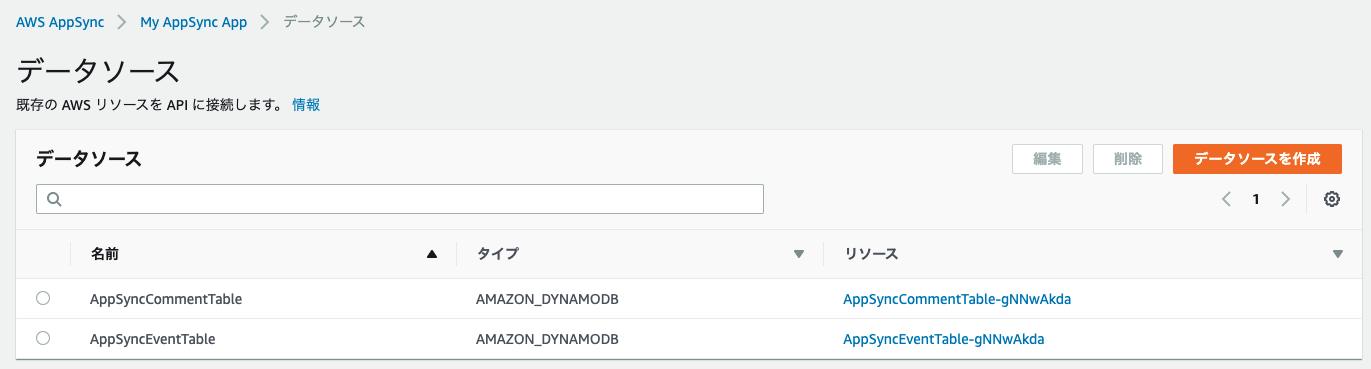 AWS AppSync > My AppSync App > データソース
データソース
既存の AWS リソースを API に接続します。 情報
データソース 編集 削除 データソースを作成
1
名前 タイプ リソース
AppSyncCommentTable AMAZON_DYNAMODB AppSyncCommentTable-gNNwAkda
AppSyncEventTable AMAZON_DYNAMODB AppSyncEventTable-gNNwAkda